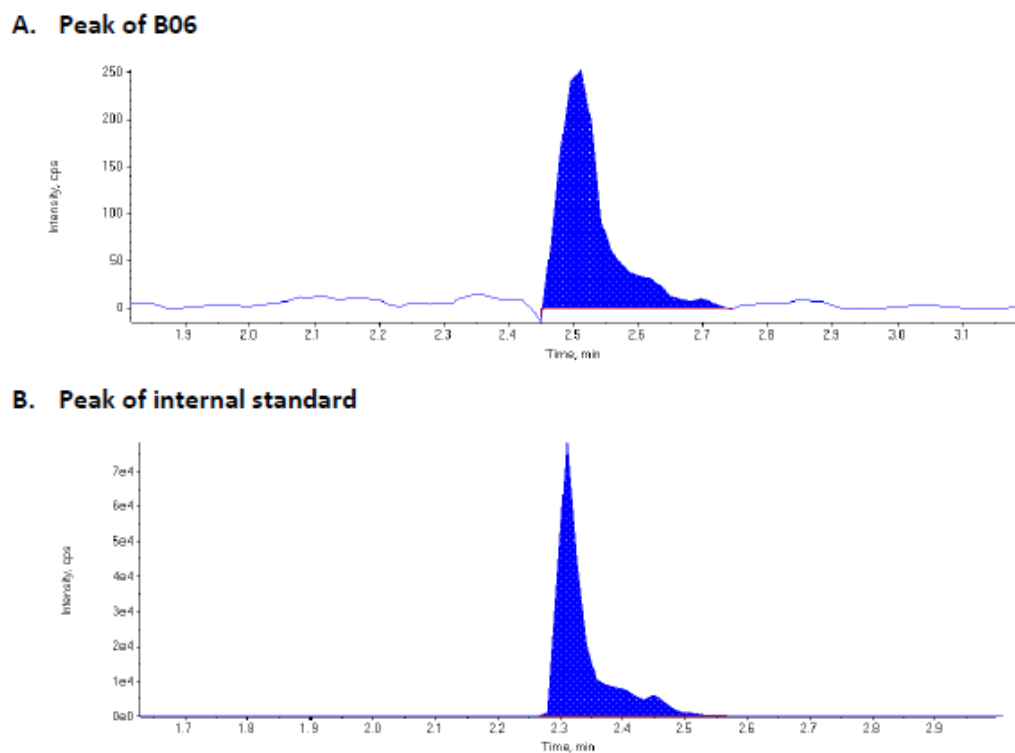 A. Peak of B06
250
200
150
100
50
0
Intensity, cps
1.9 2.0 2.1 2.2 2.3 2.4 2.5 2.6 2.7 2.8 2.9 3.0 3.1
Time, min
B. Peak of internal standard
7e4
6e4
5e4
4e4
3e4
2e4
1e4
0e0
Intensity, cps
1.7 1.8 1.9 2.0 2.1 2.2 2.3 2.4 2.5 2.6 2.7 2.8 2.9
Time, min